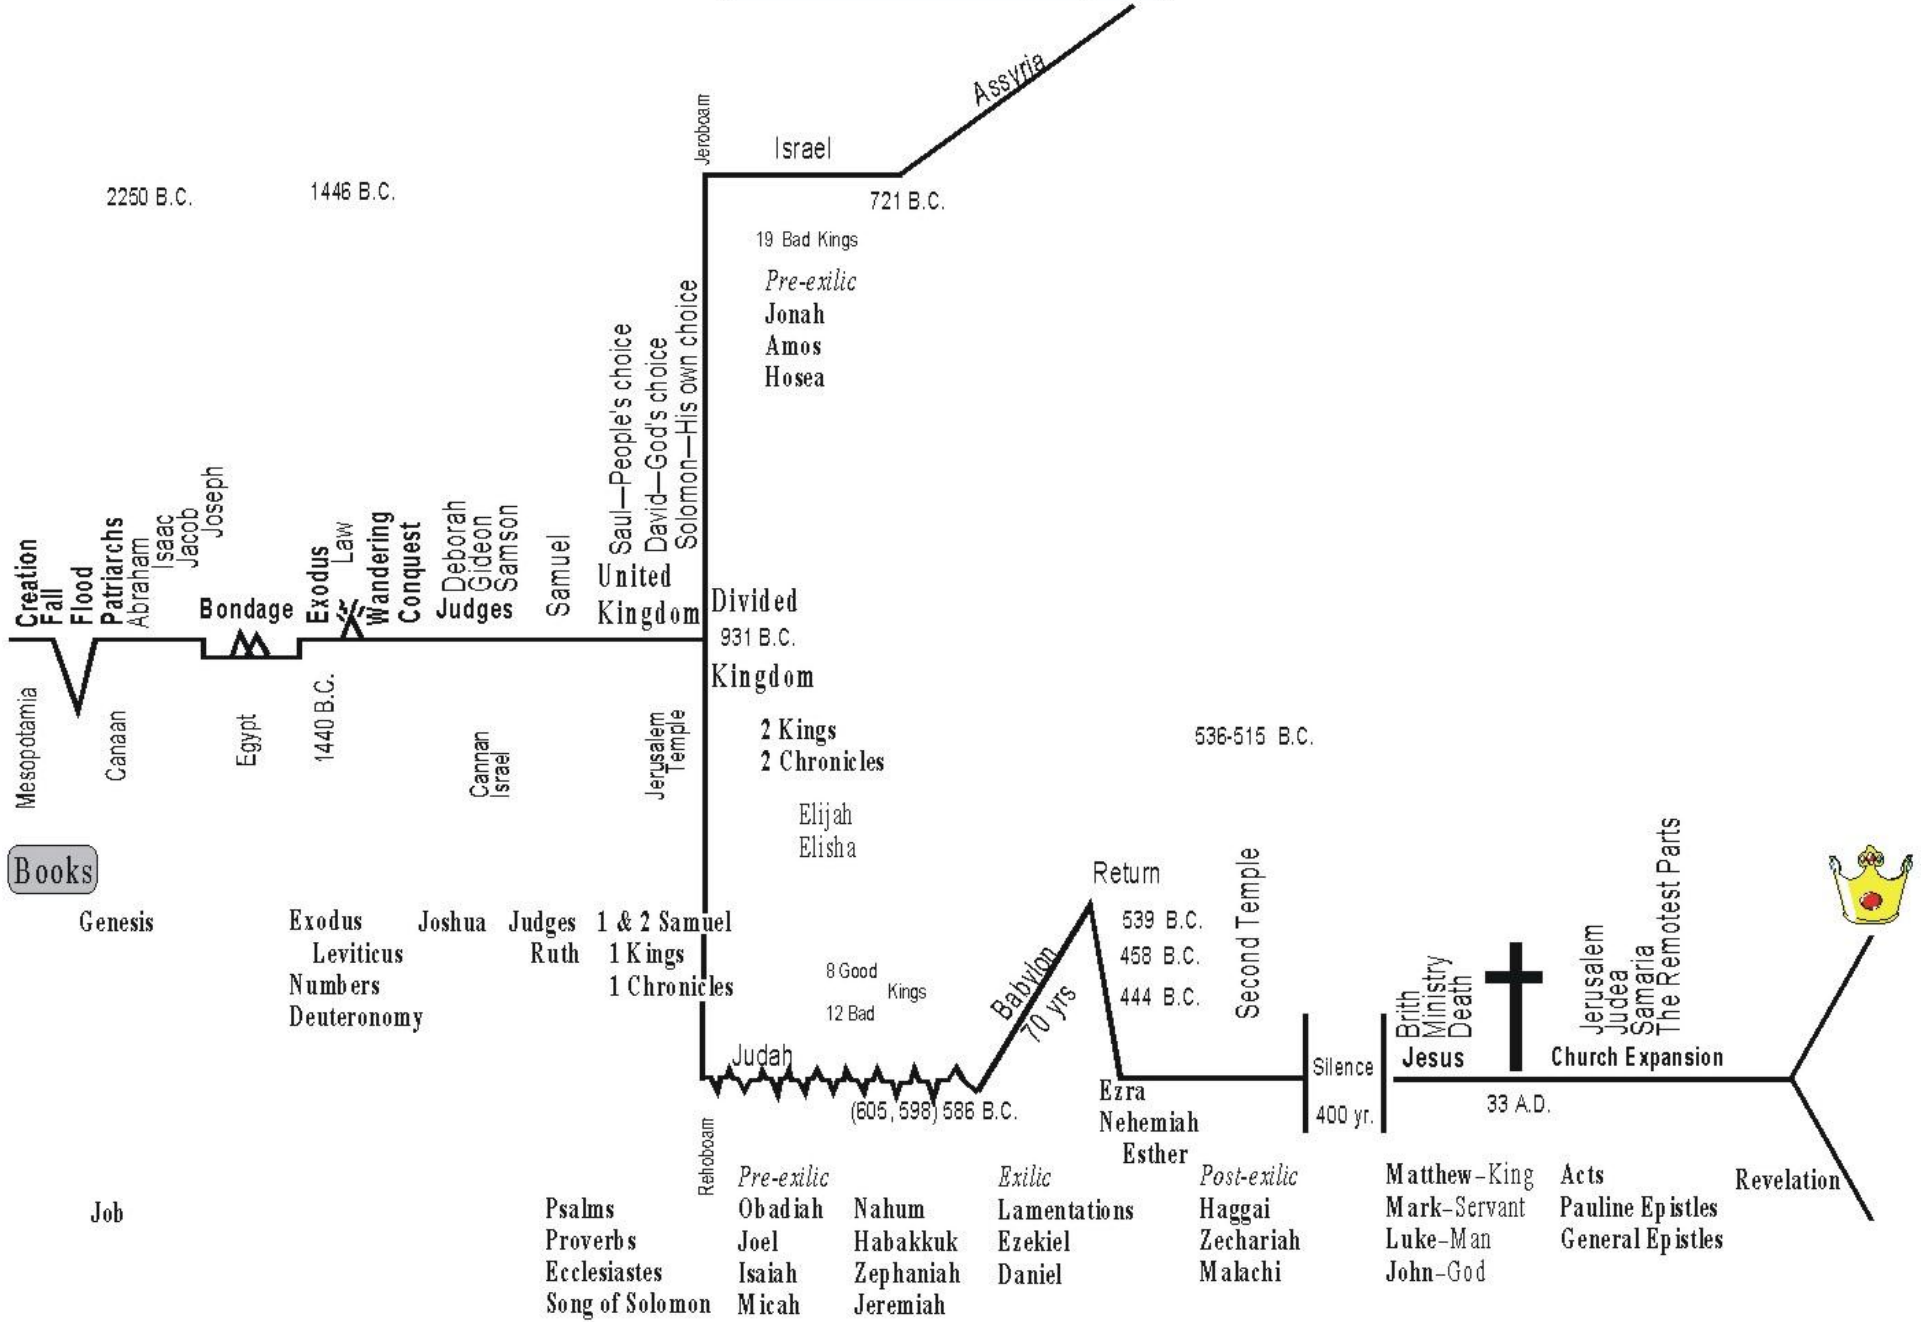 Assyria
Jeroboam
Israel
2250 B.C.
1446 B.C.
721 B.C.
19 Bad Kings
Pre-exilic
Jonah
Amos
Hosea
Creation
Fall
Flood
Patriarchs
Abraham
Isaac
Jacob
Joseph
Bondage
Exodus
Law
Wandering
Conquest
Deborah
Gideon
Samson
Judges
Samuel
Saul—People's choice
David—God's choice
Solomon—His own choice
United
Kingdom
Divided
931 B.C.
Kingdom
Mesopotamia
Canaan
Egypt
1440 B.C.
Cannan
Israel
Jerusalem
Temple
2 Kings
2 Chronicles
Elijah
Elisha
536-515 B.C.
Books
Genesis
Exodus
Leviticus
Numbers
Deuteronomy
Joshua
Judges
Ruth
1 & 2 Samuel
1 Kings
1 Chronicles
8 Good
Kings
12 Bad
Judah
(605, 598) 586 B.C.
Babylon
70 yrs
Return
539 B.C.
458 B.C.
444 B.C.
Second Temple
Ezra
Nehemiah
Esther
Silence
400 yr.
Brith
Ministry
Death
Jesus
33 A.D.
Jerusalem
Judea
Samaria
The Remotest Parts
Church Expansion
Job
Psalms
Proverbs
Ecclesiastes
Song of Solomon
Rehoboam
Pre-exilic
Obadiah
Joel
Isaiah
Micah
Nahum
Habakkuk
Zephaniah
Jeremiah
Exilic
Lamentations
Ezekiel
Daniel
Post-exilic
Haggai
Zechariah
Malachi
Matthew–King
Mark–Servant
Luke–Man
John–God
Acts
Pauline Epistles
General Epistles
Revelation